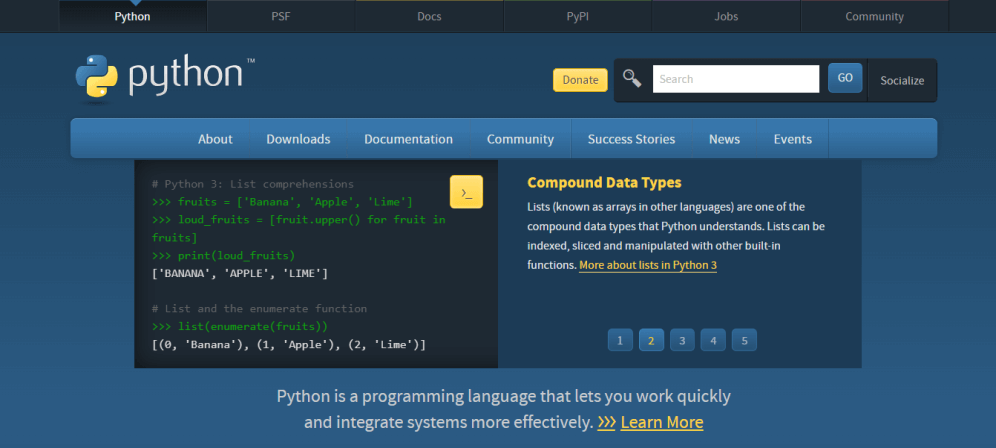 Python PSF Docs PyPI Jobs Community
python™
Donate Search GO Socialize
About Downloads Documentation Community Success Stories News Events
# Python 3: List comprehensions
>>> fruits = ['Banana', 'Apple', 'Lime']
>>> loud_fruits = [fruit.upper() for fruit in
fruits]
>>> print(loud_fruits)
['BANANA', 'APPLE', 'LIME']
# List and the enumerate function
>>> list(enumerate(fruits))
[(0, 'Banana'), (1, 'Apple'), (2, 'Lime')]
>_
Compound Data Types
Lists (known as arrays in other languages) are one of the
compound data types that Python understands. Lists can be
indexed, sliced and manipulated with other built-in
functions. More about lists in Python 3
1 2 3 4 5
Python is a programming language that lets you work quickly
and integrate systems more effectively. >>> Learn More